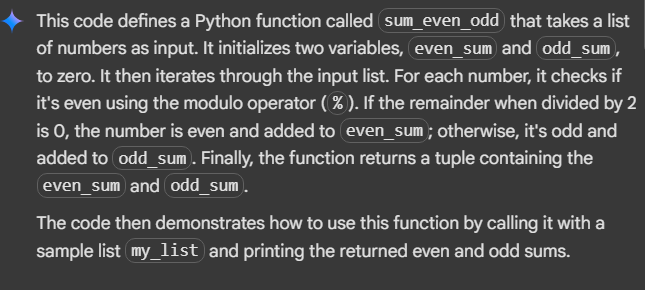 This code defines a Python function called sum_even_odd that takes a list
of numbers as input. It initializes two variables, even_sum and odd_sum,
to zero. It then iterates through the input list. For each number, it checks if
it's even using the modulo operator (%). If the remainder when divided by 2
is 0, the number is even and added to even_sum; otherwise, it's odd and
added to odd_sum. Finally, the function returns a tuple containing the
even_sum and odd_sum.
The code then demonstrates how to use this function by calling it with a
sample list my_list and printing the returned even and odd sums.